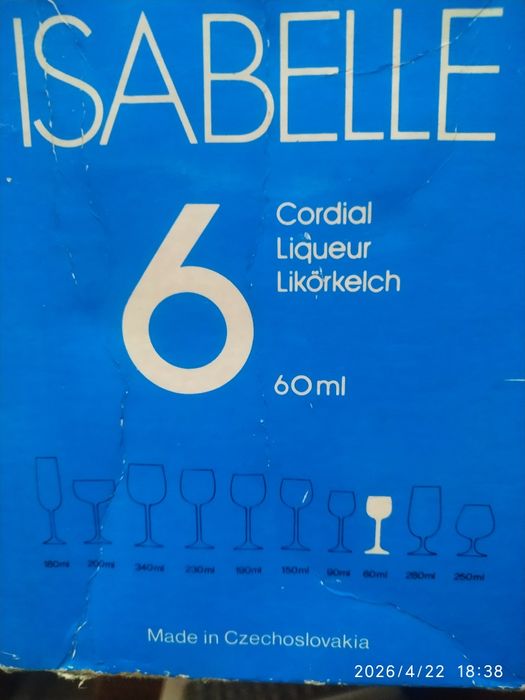 ISABELLE
6
Cordial
Liqueur
Likörkelch
60ml
180ml 200ml 340ml 230ml 190ml 150ml 90ml 60ml 280ml 250ml
Made in Czechoslovakia
2026/4/22 18:38